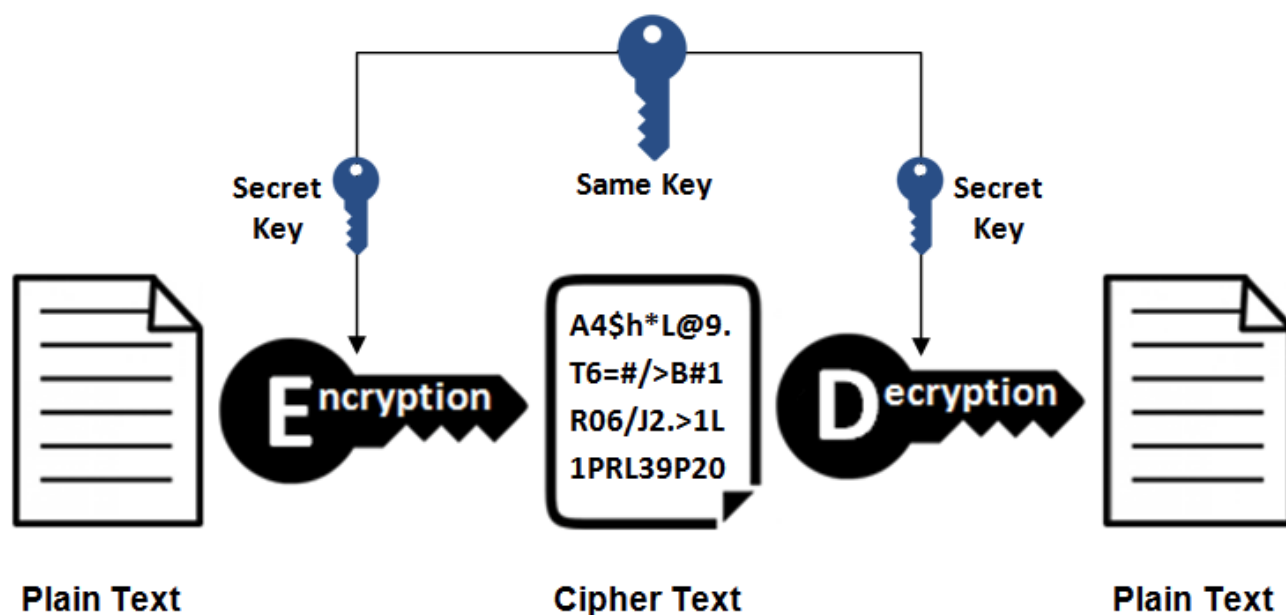 Same Key
Secret
Key
Secret
Key
Encryption
A4$h*L@9.
T6=#/>B#1
R06/J2.>1L
1PRL39P20
Decryption
Plain Text
Cipher Text
Plain Text